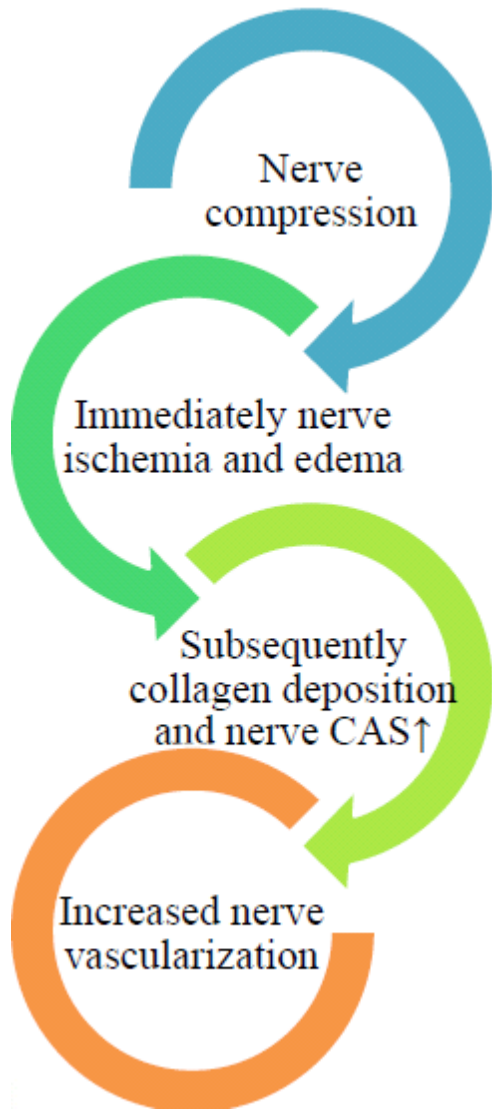 Nerve
compression
Immediately nerve
ischemia and edema
Subsequently
collagen deposition
and nerve CAS↑
Increased nerve
vascularization